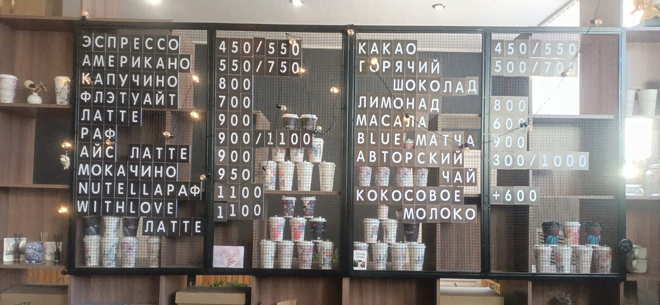 ЭСПРЕССО 450/550
АМЕРИКАНО 550/750
КАПУЧИНО 800
ФЛЭТУАЙТ 700
ЛАТТЕ 900
РАФ 900/1100
АЙС ЛАТТЕ 900
МОКАЧИНО 950
NUTELLAРАФ 1100
WITHLOVE 1100
ЛАТТЕ
КАКАО 450/550
ГОРЯЧИЙ 500/700
ШОКОЛАД
ЛИМОНАД 800
МАСАЛА 600
BLUE МАТЧА 900
АВТОРСКИЙ 300/1000
ЧАЙ
КОКОСОВОЕ +600
МОЛОКО